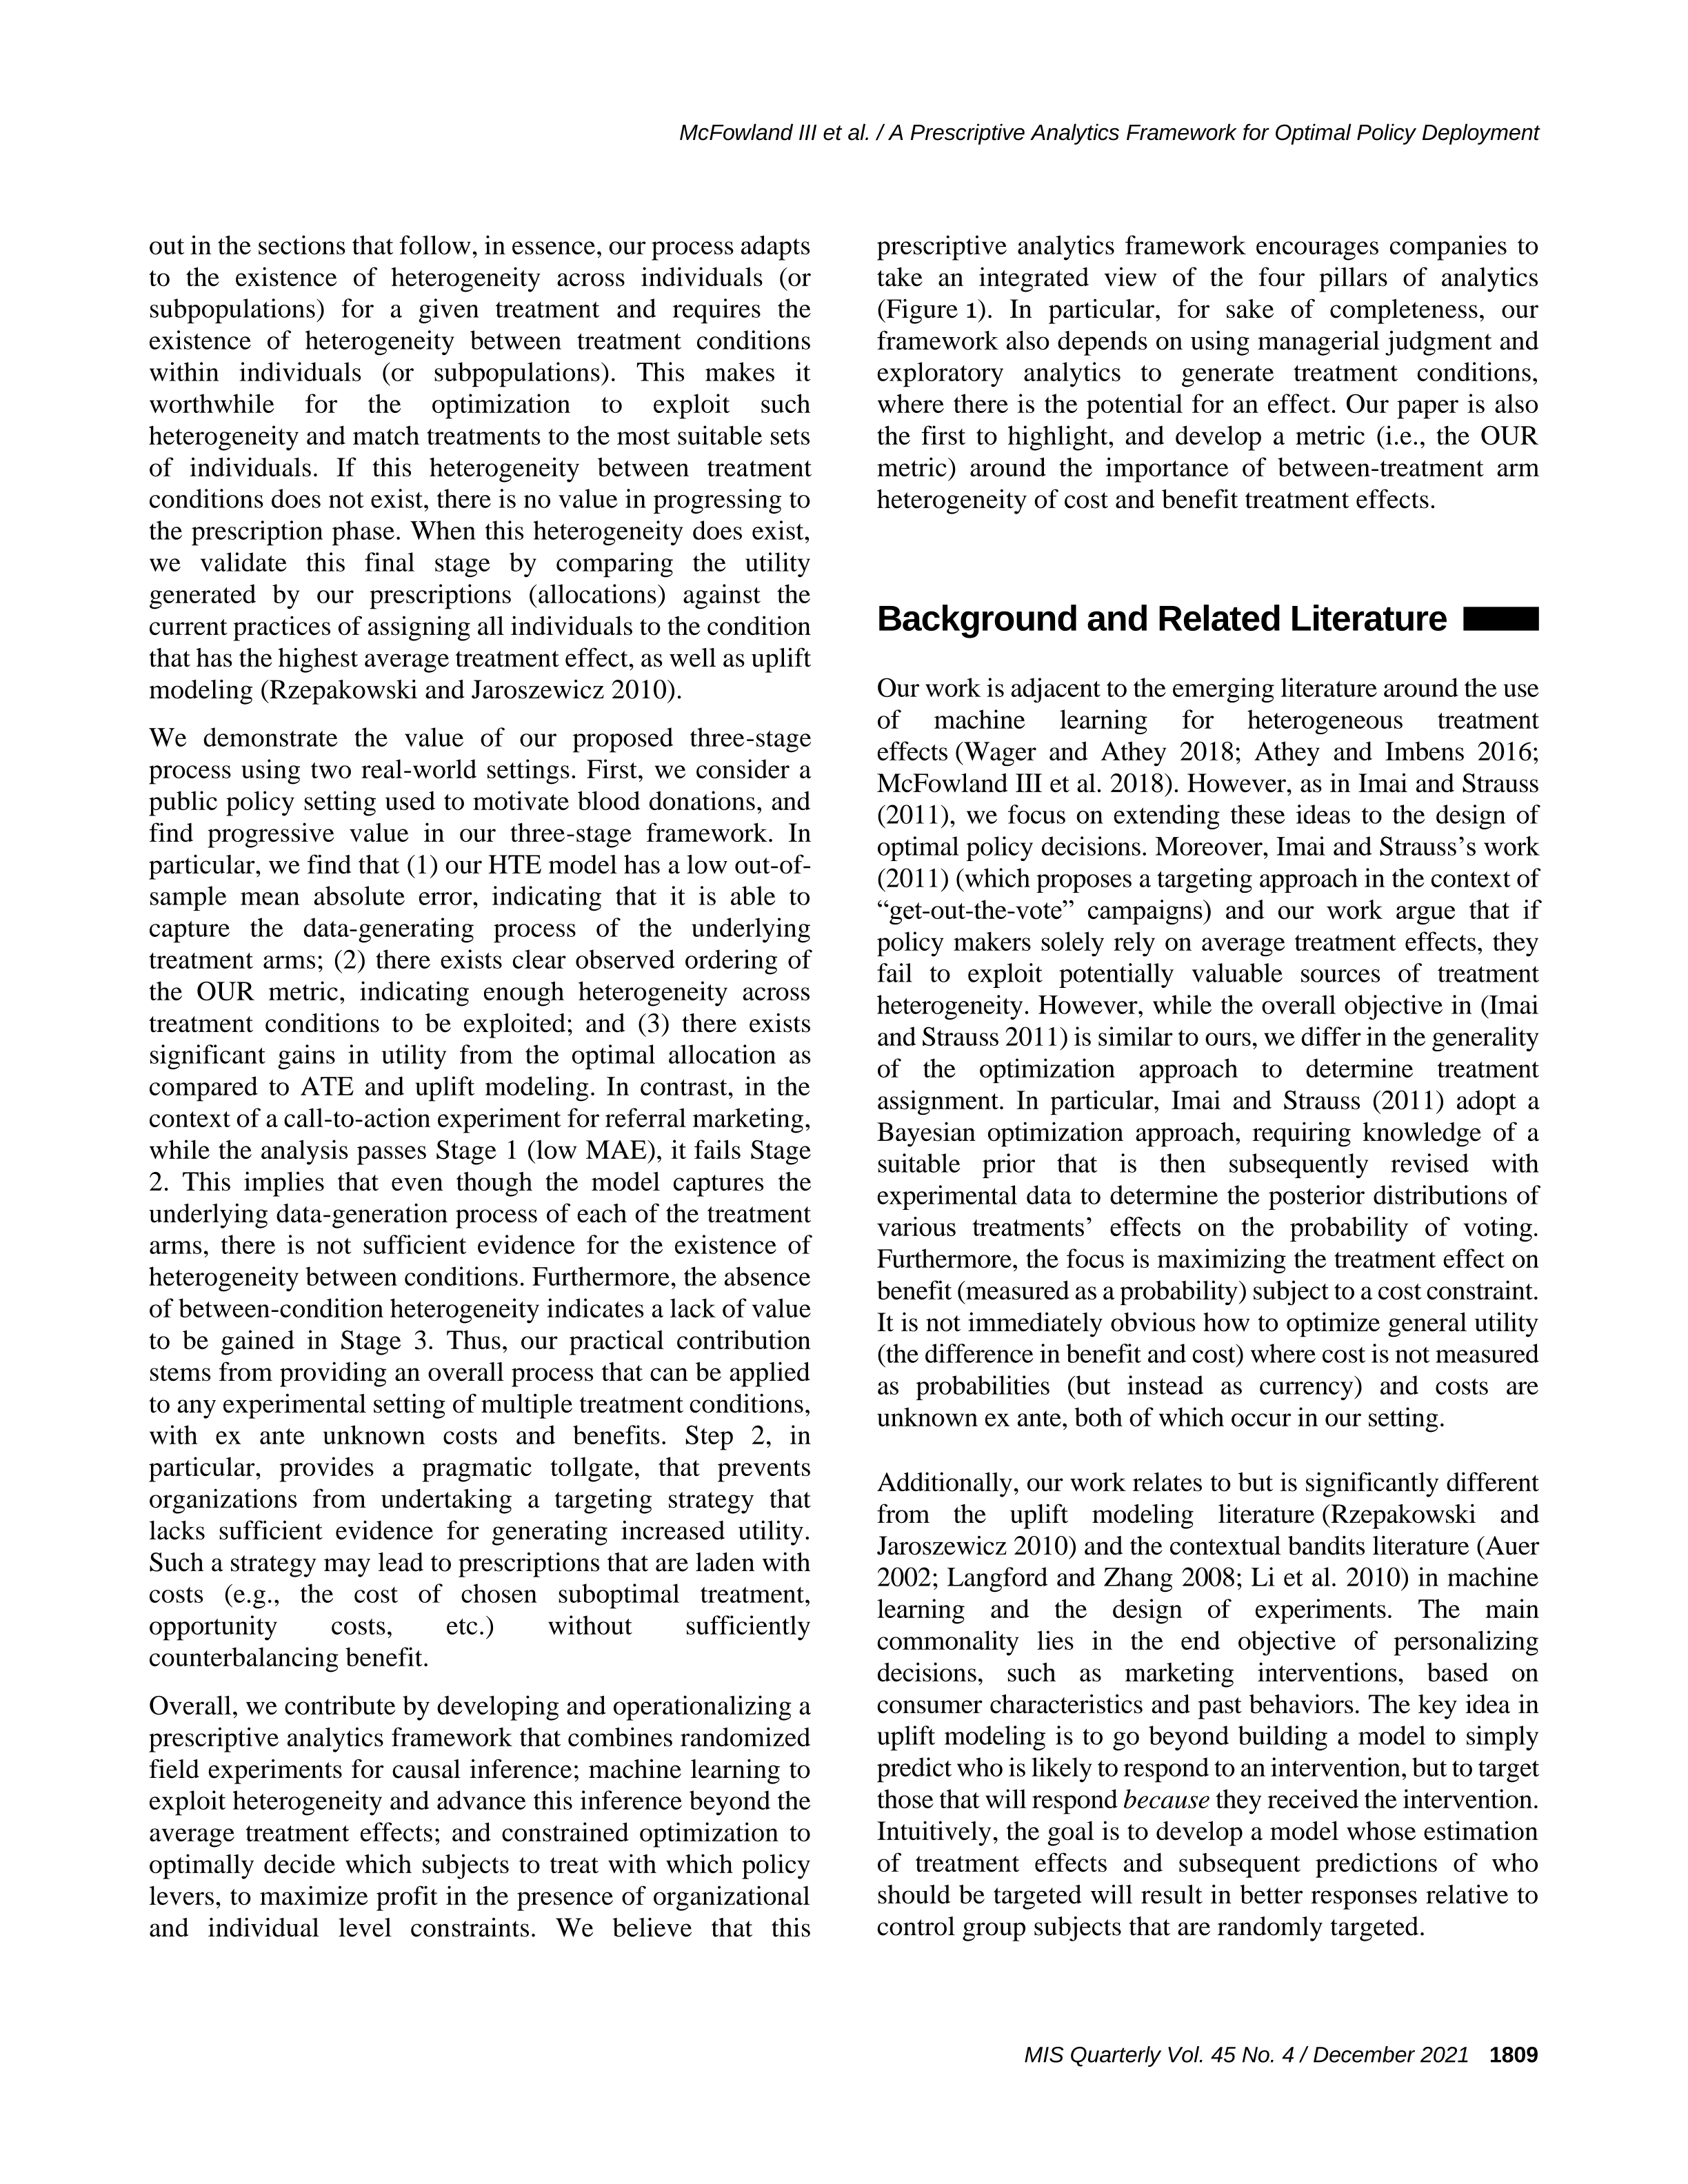 McFowland III et al. / A Prescriptive Analytics Framework for Optimal Policy Deployment
out in the sections that follow, in essence, our process adapts
to the existence of heterogeneity across individuals (or
subpopulations) for a given treatment and requires the
existence of heterogeneity between treatment conditions
within individuals (or subpopulations). This makes it
worthwhile for the optimization to exploit such
heterogeneity and match treatments to the most suitable sets
of individuals. If this heterogeneity between treatment
conditions does not exist, there is no value in progressing to
the prescription phase. When this heterogeneity does exist,
we validate this final stage by comparing the utility
generated by our prescriptions (allocations) against the
current practices of assigning all individuals to the condition
that has the highest average treatment effect, as well as uplift
modeling (Rzepakowski and Jaroszewicz 2010).
We demonstrate the value of our proposed three-stage
process using two real-world settings. First, we consider a
public policy setting used to motivate blood donations, and
find progressive value in our three-stage framework. In
particular, we find that (1) our HTE model has a low out-of-
sample mean absolute error, indicating that it is able to
capture the data-generating process of the underlying
treatment arms; (2) there exists clear observed ordering of
the OUR metric, indicating enough heterogeneity across
treatment conditions to be exploited; and (3) there exists
significant gains in utility from the optimal allocation as
compared to ATE and uplift modeling. In contrast, in the
context of a call-to-action experiment for referral marketing,
while the analysis passes Stage 1 (low MAE), it fails Stage
2. This implies that even though the model captures the
underlying data-generation process of each of the treatment
arms, there is not sufficient evidence for the existence of
heterogeneity between conditions. Furthermore, the absence
of between-condition heterogeneity indicates a lack of value
to be gained in Stage 3. Thus, our practical contribution
stems from providing an overall process that can be applied
to any experimental setting of multiple treatment conditions,
with ex ante unknown costs and benefits. Step 2, in
particular, provides a pragmatic tollgate, that prevents
organizations from undertaking a targeting strategy that
lacks sufficient evidence for generating increased utility.
Such a strategy may lead to prescriptions that are laden with
costs (e.g., the cost of chosen suboptimal treatment,
opportunity costs, etc.) without sufficiently
counterbalancing benefit.
Overall, we contribute by developing and operationalizing a
prescriptive analytics framework that combines randomized
field experiments for causal inference; machine learning to
exploit heterogeneity and advance this inference beyond the
average treatment effects; and constrained optimization to
optimally decide which subjects to treat with which policy
levers, to maximize profit in the presence of organizational
and individual level constraints. We believe that this
prescriptive analytics framework encourages companies to
take an integrated view of the four pillars of analytics
(Figure 1). In particular, for sake of completeness, our
framework also depends on using managerial judgment and
exploratory analytics to generate treatment conditions,
where there is the potential for an effect. Our paper is also
the first to highlight, and develop a metric (i.e., the OUR
metric) around the importance of between-treatment arm
heterogeneity of cost and benefit treatment effects.
Background and Related Literature
Our work is adjacent to the emerging literature around the use
of machine learning for heterogeneous treatment
effects (Wager and Athey 2018; Athey and Imbens 2016;
McFowland III et al. 2018). However, as in Imai and Strauss
(2011), we focus on extending these ideas to the design of
optimal policy decisions. Moreover, Imai and Strauss’s work
(2011) (which proposes a targeting approach in the context of
“get-out-the-vote” campaigns) and our work argue that if
policy makers solely rely on average treatment effects, they
fail to exploit potentially valuable sources of treatment
heterogeneity. However, while the overall objective in (Imai
and Strauss 2011) is similar to ours, we differ in the generality
of the optimization approach to determine treatment
assignment. In particular, Imai and Strauss (2011) adopt a
Bayesian optimization approach, requiring knowledge of a
suitable prior that is then subsequently revised with
experimental data to determine the posterior distributions of
various treatments’ effects on the probability of voting.
Furthermore, the focus is maximizing the treatment effect on
benefit (measured as a probability) subject to a cost constraint.
It is not immediately obvious how to optimize general utility
(the difference in benefit and cost) where cost is not measured
as probabilities (but instead as currency) and costs are
unknown ex ante, both of which occur in our setting.
Additionally, our work relates to but is significantly different
from the uplift modeling literature (Rzepakowski and
Jaroszewicz 2010) and the contextual bandits literature (Auer
2002; Langford and Zhang 2008; Li et al. 2010) in machine
learning and the design of experiments. The main
commonality lies in the end objective of personalizing
decisions, such as marketing interventions, based on
consumer characteristics and past behaviors. The key idea in
uplift modeling is to go beyond building a model to simply
predict who is likely to respond to an intervention, but to target
those that will respond because they received the intervention.
Intuitively, the goal is to develop a model whose estimation
of treatment effects and subsequent predictions of who
should be targeted will result in better responses relative to
control group subjects that are randomly targeted.
MIS Quarterly Vol. 45 No. 4 / December 2021 1809